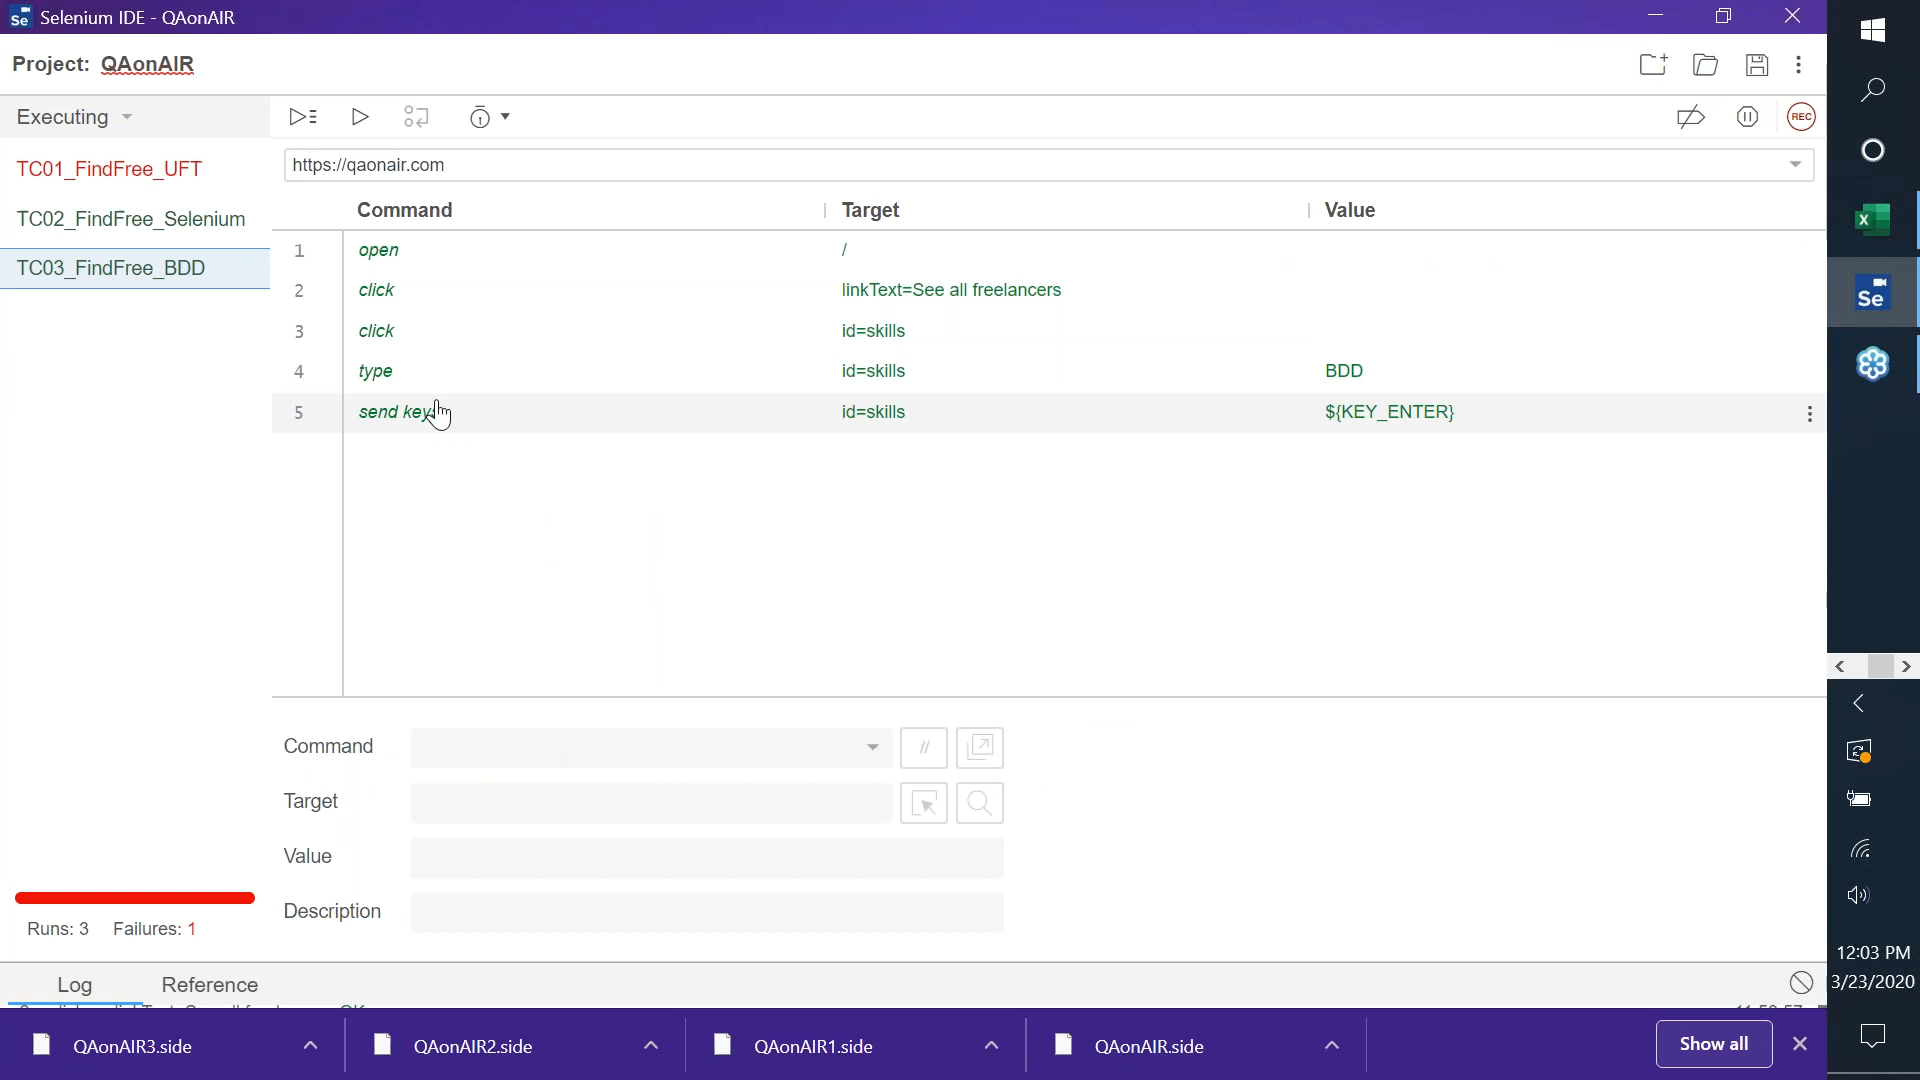 Se Selenium IDE - QAonAIR
Project: QAonAIR
Executing
REC
TC01_FindFree_UFT
TC02_FindFree_Selenium
TC03_FindFree_BDD
https://qaonair.com
Command Target Value
1 open /
2 click linkText=See all freelancers
3 click id=skills
4 type id=skills BDD
5 send keys id=skills ${KEY_ENTER}
Command //
Target
Value
Description
Runs: 3 Failures: 1
Log Reference
QAonAIR3.side
QAonAIR2.side
QAonAIR1.side
QAonAIR.side
Show all
X
Se
12:03 PM
3/23/2020